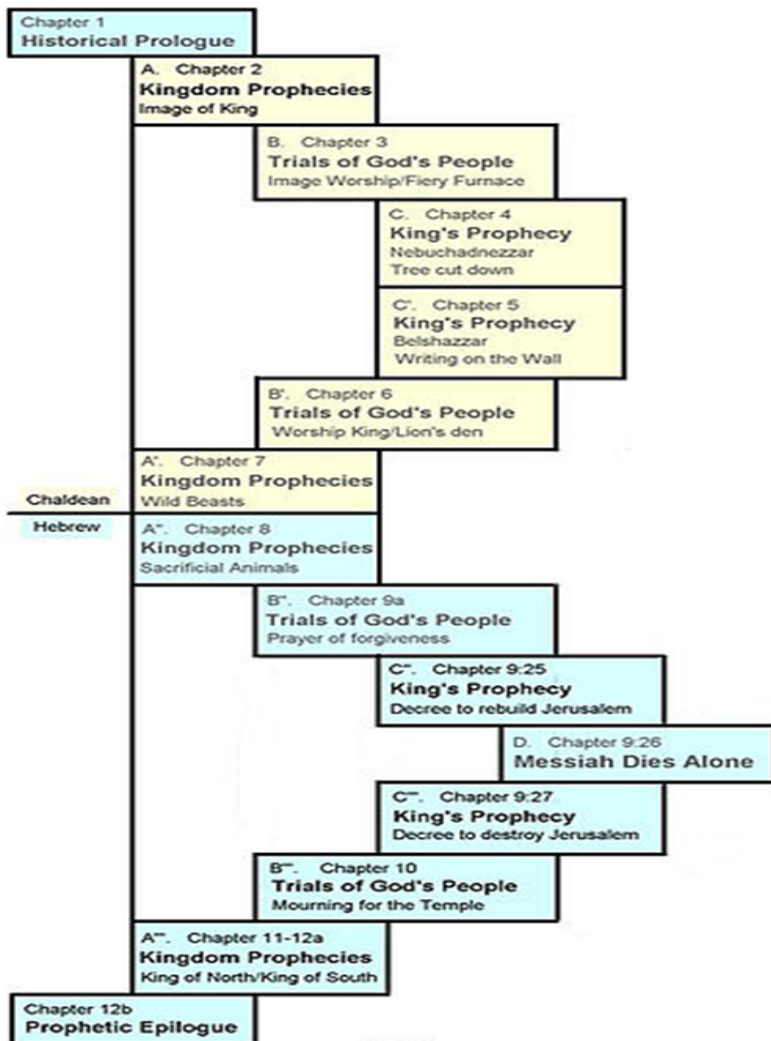 Chapter 1
Historical Prologue
A. Chapter 2
Kingdom Prophecies
Image of King
B. Chapter 3
Trials of God's People
Image Worship/Fiery Furnace
C. Chapter 4
King's Prophecy
Nebuchadnezzar
Tree cut down
C'. Chapter 5
King's Prophecy
Belshazzar
Writing on the Wall
B'. Chapter 6
Trials of God's People
Worship King/Lion's den
A'. Chapter 7
Kingdom Prophecies
Wild Beasts
Chaldean
Hebrew
A". Chapter 8
Kingdom Prophecies
Sacrificial Animals
B". Chapter 9a
Trials of God's People
Prayer of forgiveness
C". Chapter 9:25
King's Prophecy
Decree to rebuild Jerusalem
D. Chapter 9:26
Messiah Dies Alone
C'". Chapter 9:27
King's Prophecy
Decree to destroy Jerusalem
B'". Chapter 10
Trials of God's People
Mourning for the Temple
A'". Chapter 11-12a
Kingdom Prophecies
King of North/King of South
Chapter 12b
Prophetic Epilogue